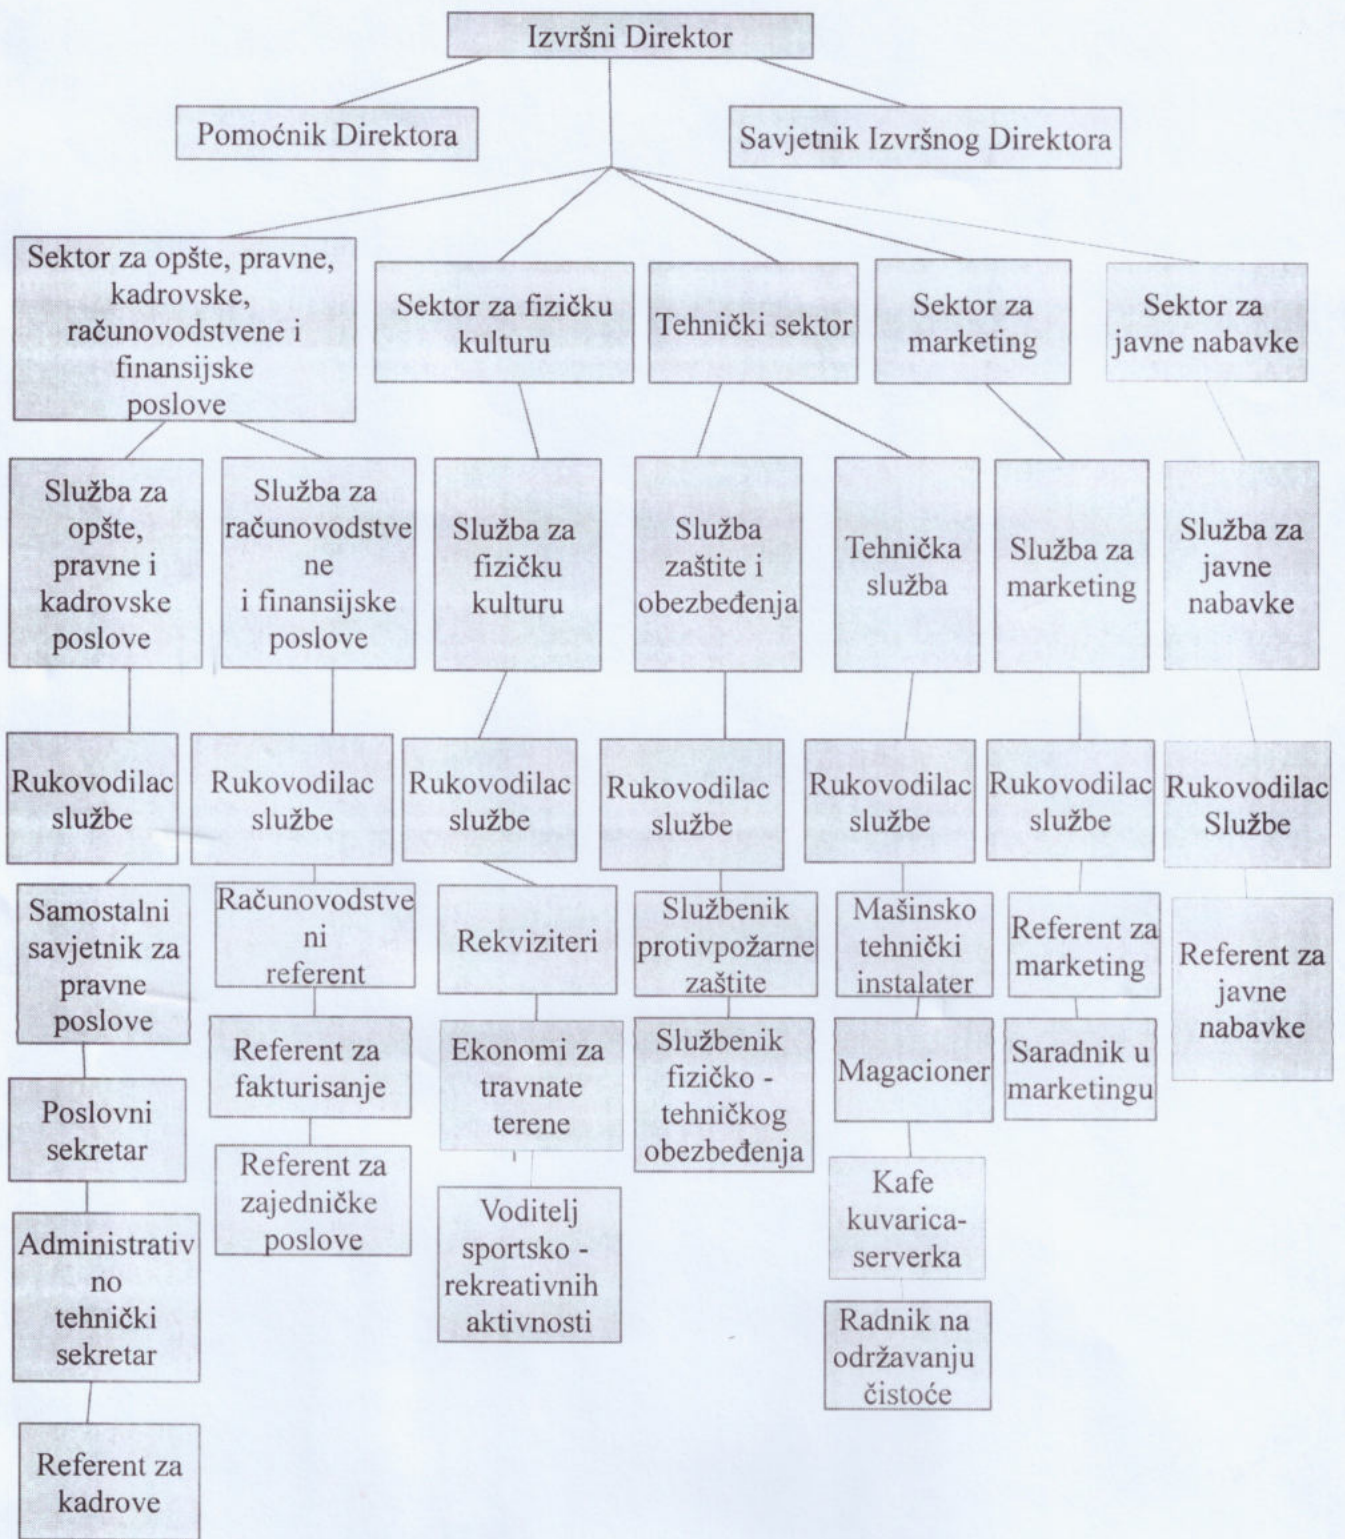 Izvršni Direktor
Pomoćnik Direktora
Savjetnik Izvršnog Direktora
Sektor za opšte, pravne,
kadrovske,
računovodstvene i
finansijske
poslove
Sektor za fizičku
kulturu
Tehnički sektor
Sektor za
marketing
Sektor za
javne nabavke
Služba za
opšte,
pravne i
kadrovske
poslove
Služba za
računovodstve
ne
i finansijske
poslove
Služba za
fizičku
kulturu
Služba
zaštite i
obezbeđenja
Tehnička
služba
Služba za
marketing
Služba za
javne
nabavke
Rukovodilac
službe
Rukovodilac
službe
Rukovodilac
službe
Rukovodilac
službe
Rukovodilac
službe
Rukovodilac
službe
Rukovodilac
Službe
Samostalni
savjetnik za
pravne
poslove
Računovodstve
ni
referent
Rekviziteri
Službenik
protivpožarne
zaštite
Mašinsko
tehnički
instalater
Referent za
marketing
Referent za
javne
nabavke
Poslovni
sekretar
Referent za
fakturisanje
Ekonomi za
travnate
terene
Službenik
fizičko -
tehničkog
obezbeđenja
Magacioner
Saradnik u
marketingu
Administrativ
no
tehnički
sekretar
Referent za
zajedničke
poslove
Voditelj
sportsko -
rekreativnih
aktivnosti
Kafe
kuvarica-
serverka
Radnik na
održavanju
čistoće
Referent za
kadrove